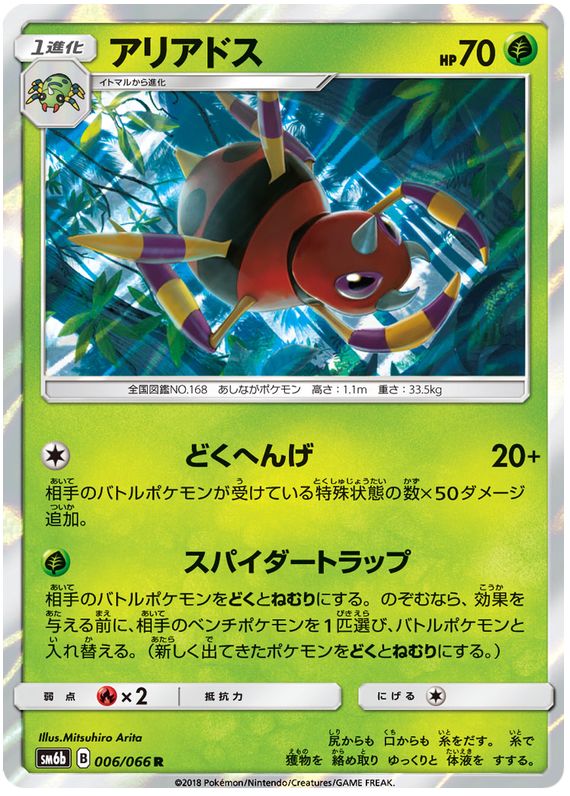 1進化
アリアドス
HP70
イトマルから進化
全国図鑑NO.168 あしながポケモン 高さ：1.1m 重さ：33.5kg
どくへんげ 20+
相手のバトルポケモンが受けている特殊状態の数×50ダメージ
追加。
スパイダートラップ
相手のバトルポケモンをどくとねむりにする。のぞむなら、効果を
与える前に、相手のベンチポケモンを1匹選び、バトルポケモンと
入れ替える。（新しく出てきたポケモンをどくとねむりにする。）
弱点 ×2 抵抗力 にげる
Illus.Mitsuhiro Arita
SM6b B 006/066 R
尻からも 口からも 糸をだす。 糸で
獲物を 絡め取り ゆっくりと 体液を すする。
©2018 Pokémon/Nintendo/Creatures/GAME FREAK.